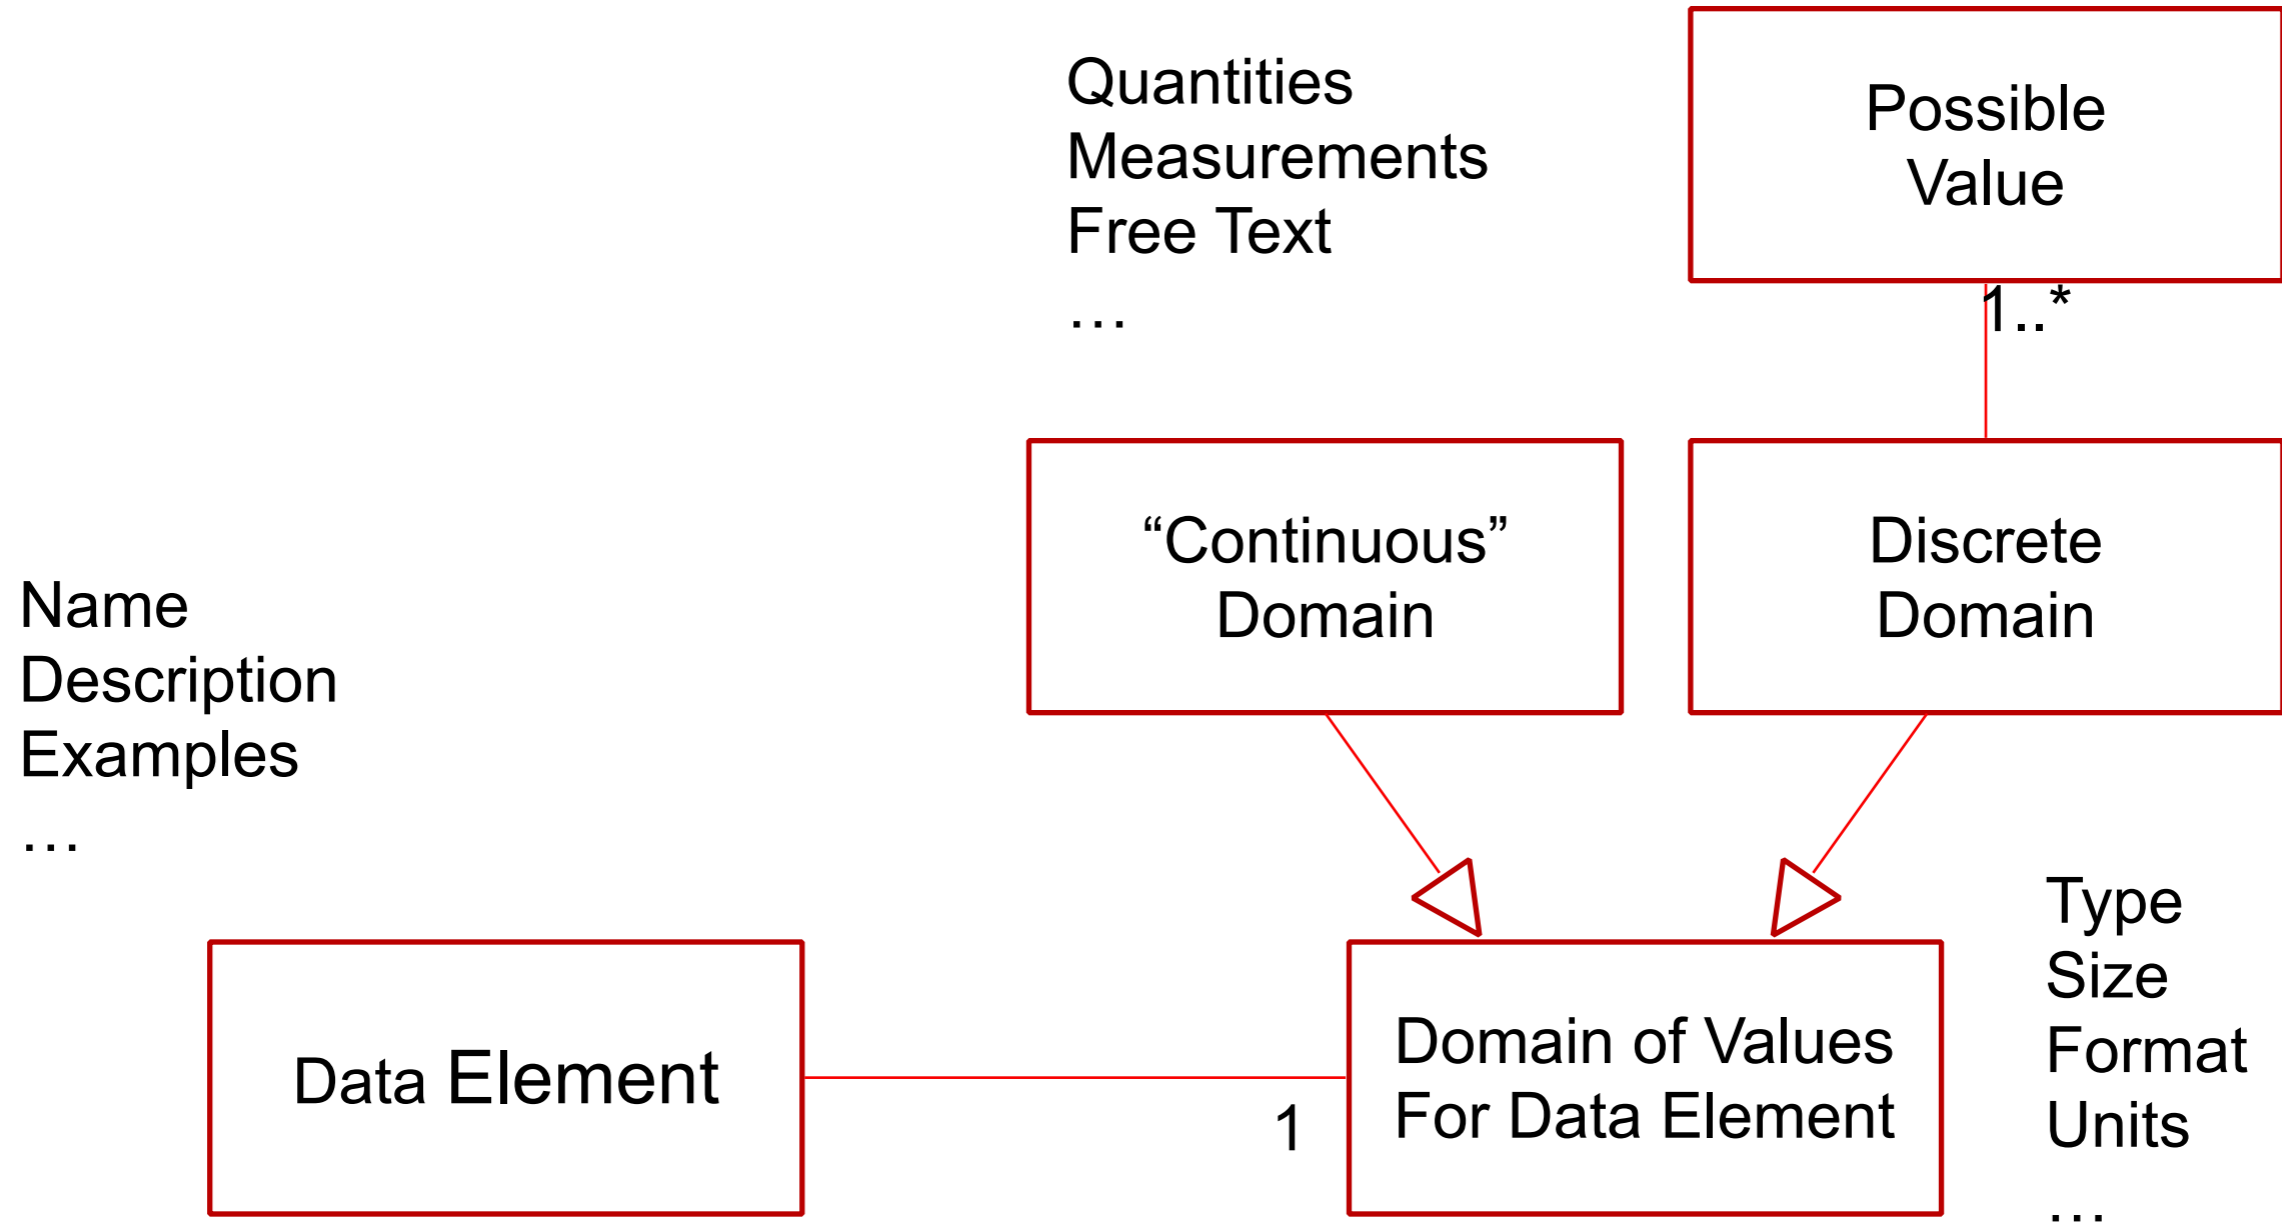 Quantities
Measurements
Free Text
…
Possible
Value
1..*
“Continuous”
Domain
Discrete
Domain
Name
Description
Examples
…
Type
Size
Format
Units
…
Data Element
1
Domain of Values
For Data Element